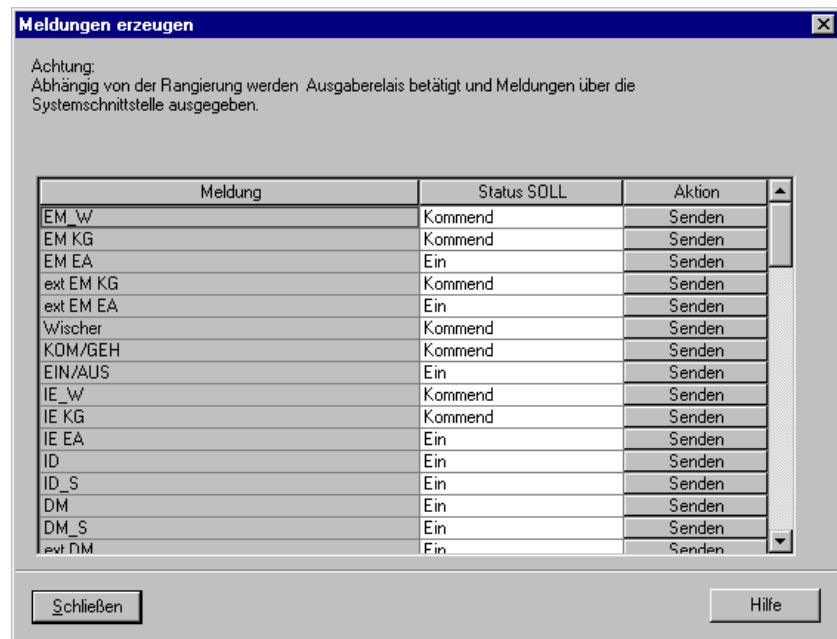 Meldungen erzeugen
Achtung:
Abhängig von der Rangierung werden Ausgaberelais betätigt und Meldungen über die
Systemschnittstelle ausgegeben.
Meldung Status SOLL Aktion
EM_W Kommend Senden
EM KG Kommend Senden
EM EA Ein Senden
ext EM KG Kommend Senden
ext EM EA Ein Senden
Wischer Kommend Senden
KOM/GEH Kommend Senden
EIN/AUS Ein Senden
IE_W Kommend Senden
IE KG Kommend Senden
IE EA Ein Senden
ID Ein Senden
ID_S Ein Senden
DM Ein Senden
DM_S Ein Senden
ext DM Ein Senden
Schließen Hilfe